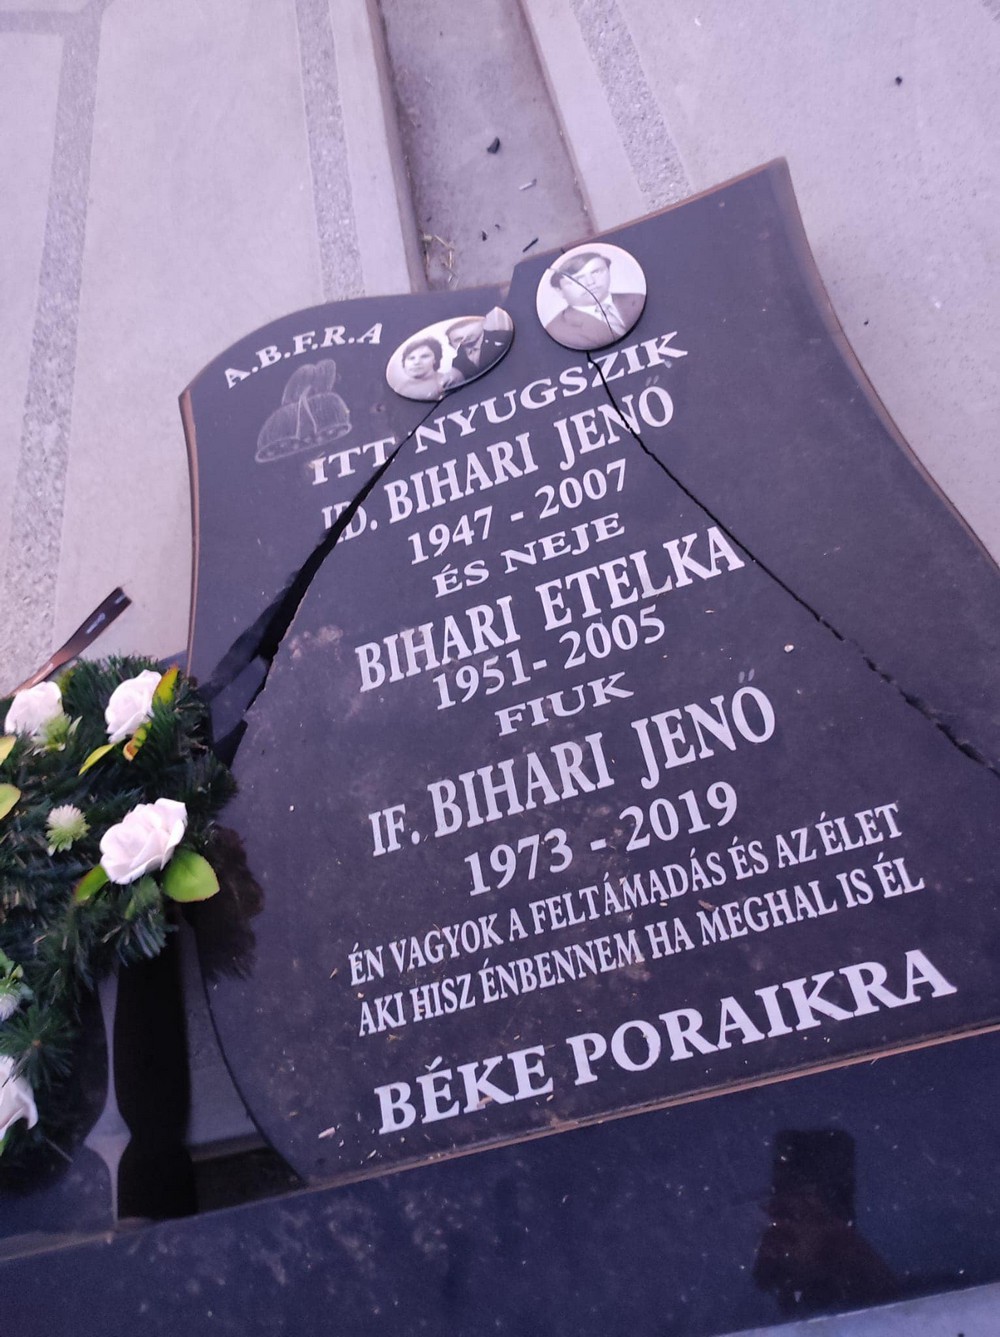 A.B.F.R.A
ITT NYUGSZIK
ID. BIHARI JENŐ
1947 - 2007
ÉS NEJE
BIHARI ETELKA
1951- 2005
FIUK
IF. BIHARI JENŐ
1973 - 2019
ÉN VAGYOK A FELTÁMADÁS ÉS AZ ÉLET
AKI HISZ ÉNBENNEM HA MEGHAL IS ÉL
BÉKE PORAIKRA